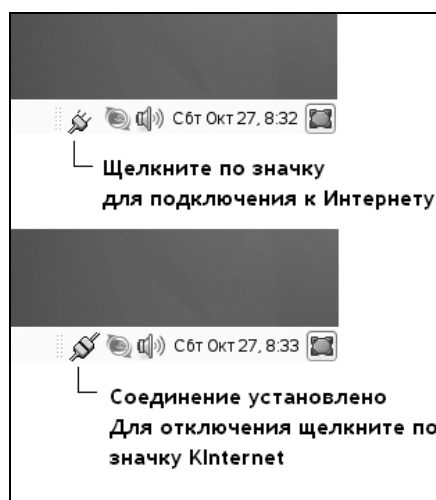 Сбт Окт 27, 8:32
Щелкните по значку
для подключения к Интернету
Сбт Окт 27, 8:33
Соединение установлено
Для отключения щелкните по
значку KInternet